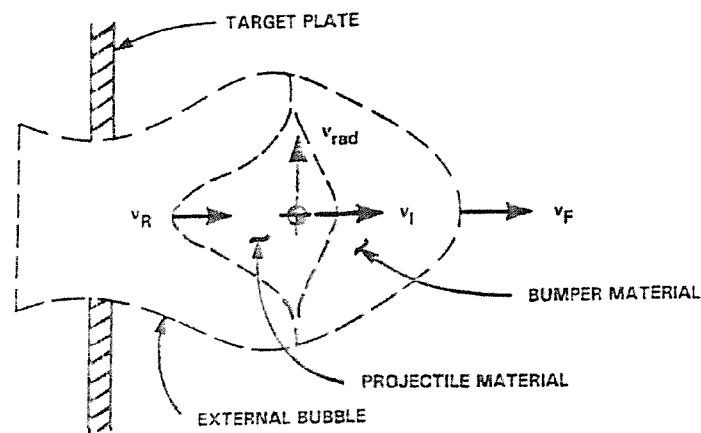 TARGET PLATE
v_rad
v_R
v_I
v_F
BUMPER MATERIAL
PROJECTILE MATERIAL
EXTERNAL BUBBLE